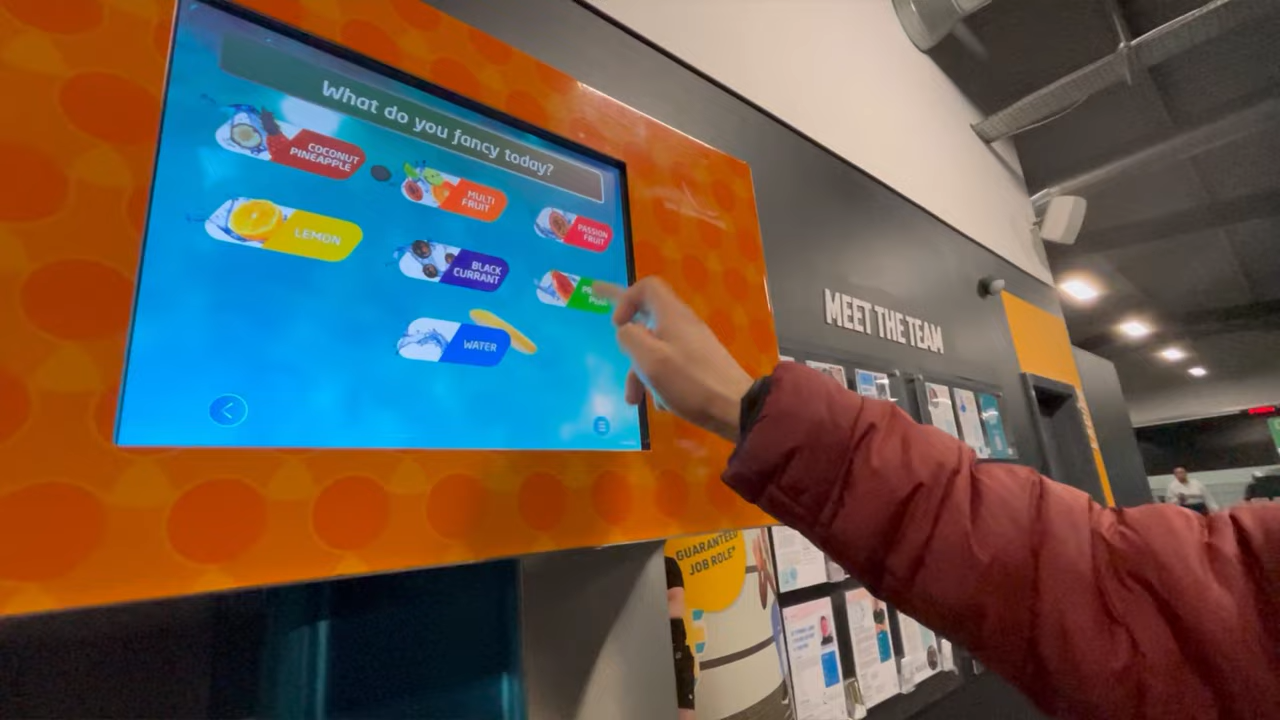 What do you fancy today?
COCONUT
PINEAPPLE
MULTI
FRUIT
PASSION
FRUIT
LEMON
BLACK
CURRANT
WATER
MEET THE TEAM
GUARANTEED
JOB ROLE*